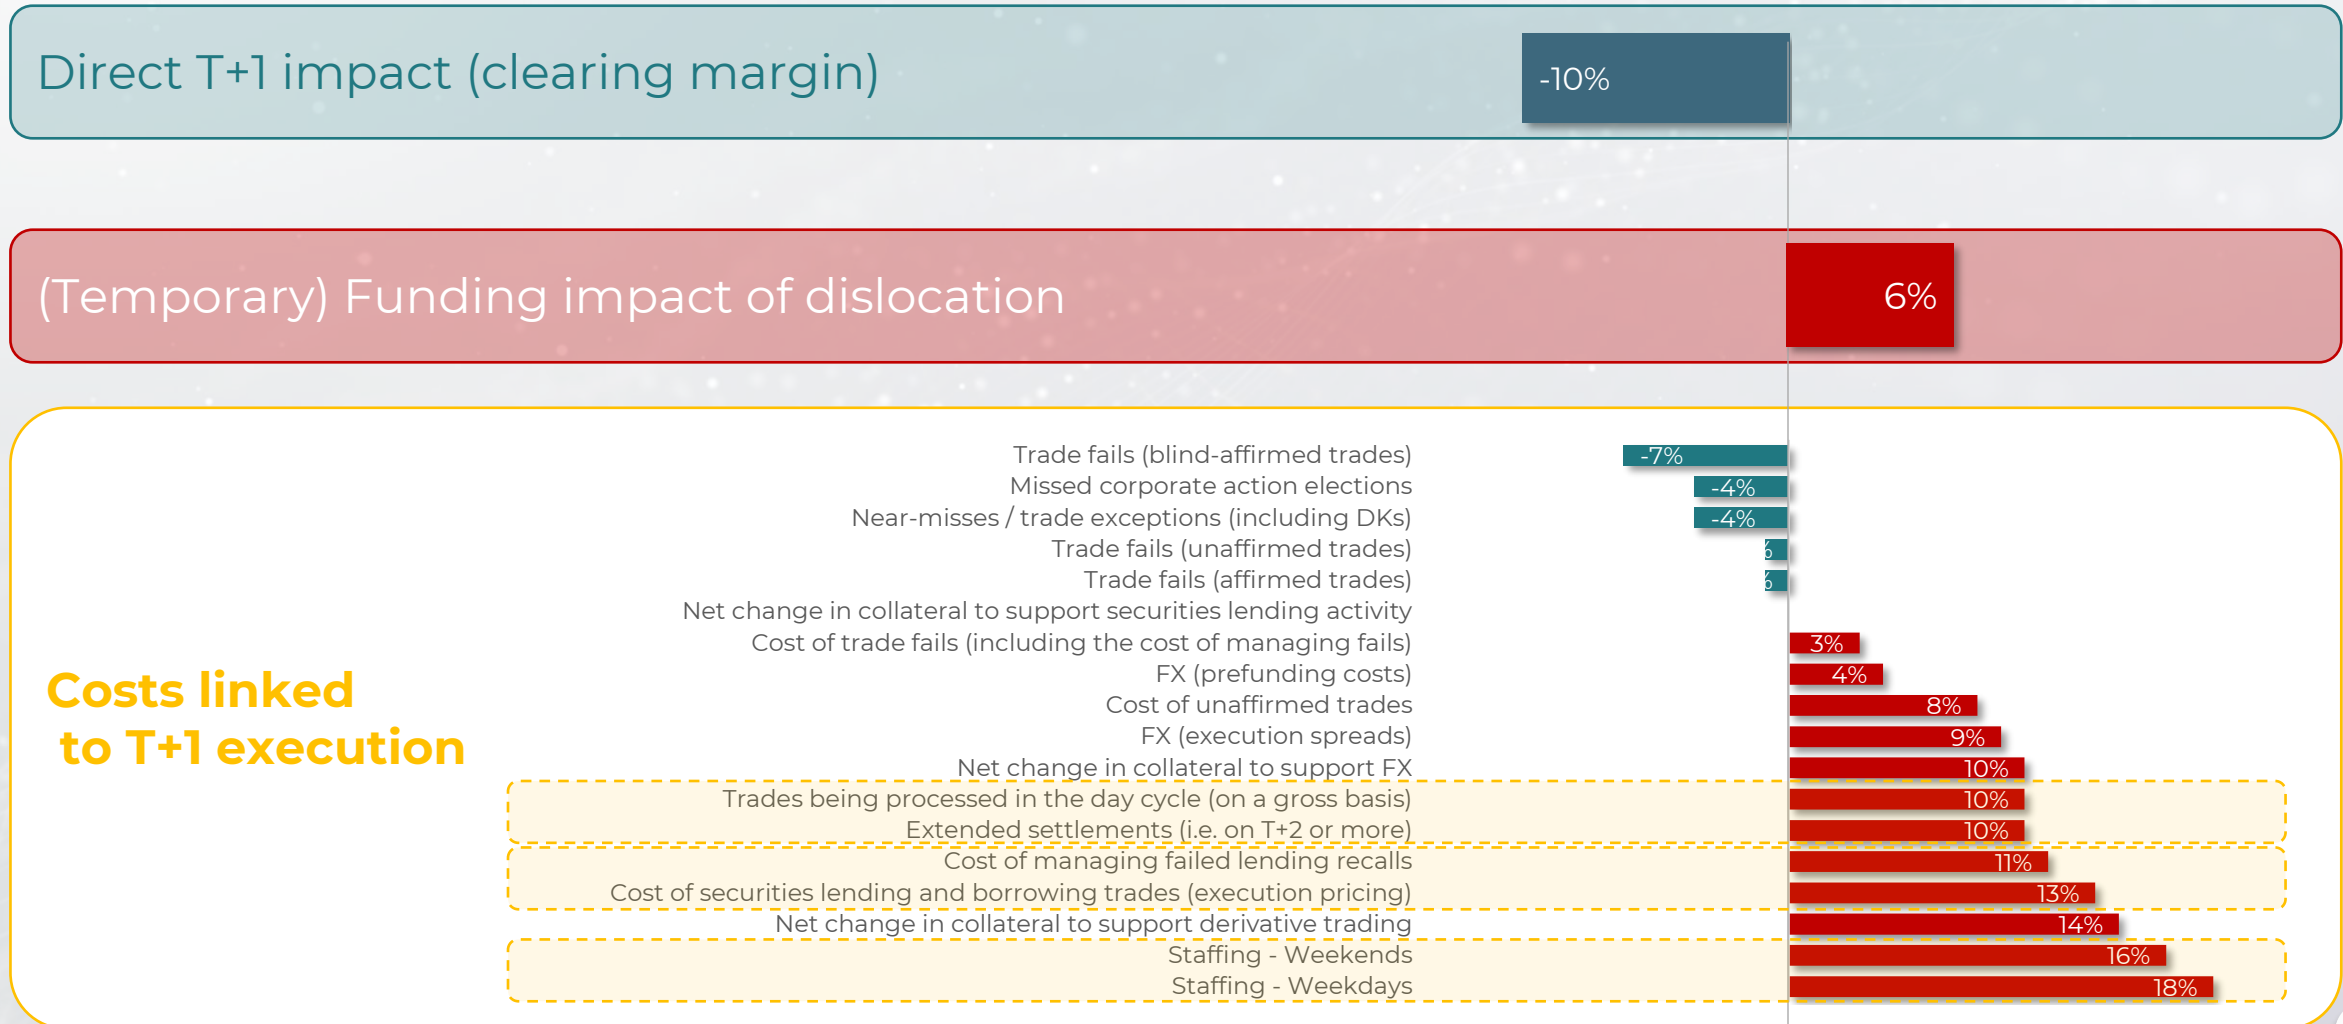 Direct T+1 impact (clearing margin)
-10%
(Temporary) Funding impact of dislocation
6%
Costs linked
to T+1 execution
Trade fails (blind-affirmed trades) -7%
Missed corporate action elections -4%
Near-misses / trade exceptions (including DKs) -4%
Trade fails (unaffirmed trades) %
Trade fails (affirmed trades) %
Net change in collateral to support securities lending activity
Cost of trade fails (including the cost of managing fails) 3%
FX (prefunding costs) 4%
Cost of unaffirmed trades 8%
FX (execution spreads) 9%
Net change in collateral to support FX 10%
Trades being processed in the day cycle (on a gross basis) 10%
Extended settlements (i.e. on T+2 or more) 10%
Cost of managing failed lending recalls 11%
Cost of securities lending and borrowing trades (execution pricing) 13%
Net change in collateral to support derivative trading 14%
Staffing - Weekends 16%
Staffing - Weekdays 18%